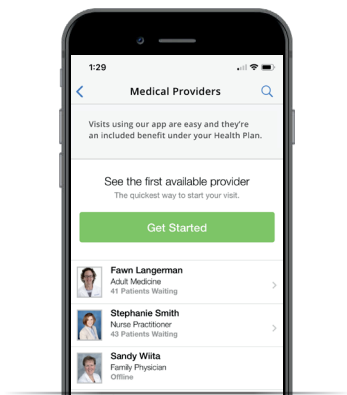 1:29
Medical Providers
Visits using our app are easy and they're
an included benefit under your Health Plan.
See the first available provider
The quickest way to start your visit.
Get Started
Fawn Langerman
Adult Medicine
41 Patients Waiting
Stephanie Smith
Nurse Practitioner
43 Patients Waiting
Sandy Wiita
Family Physician
Offline